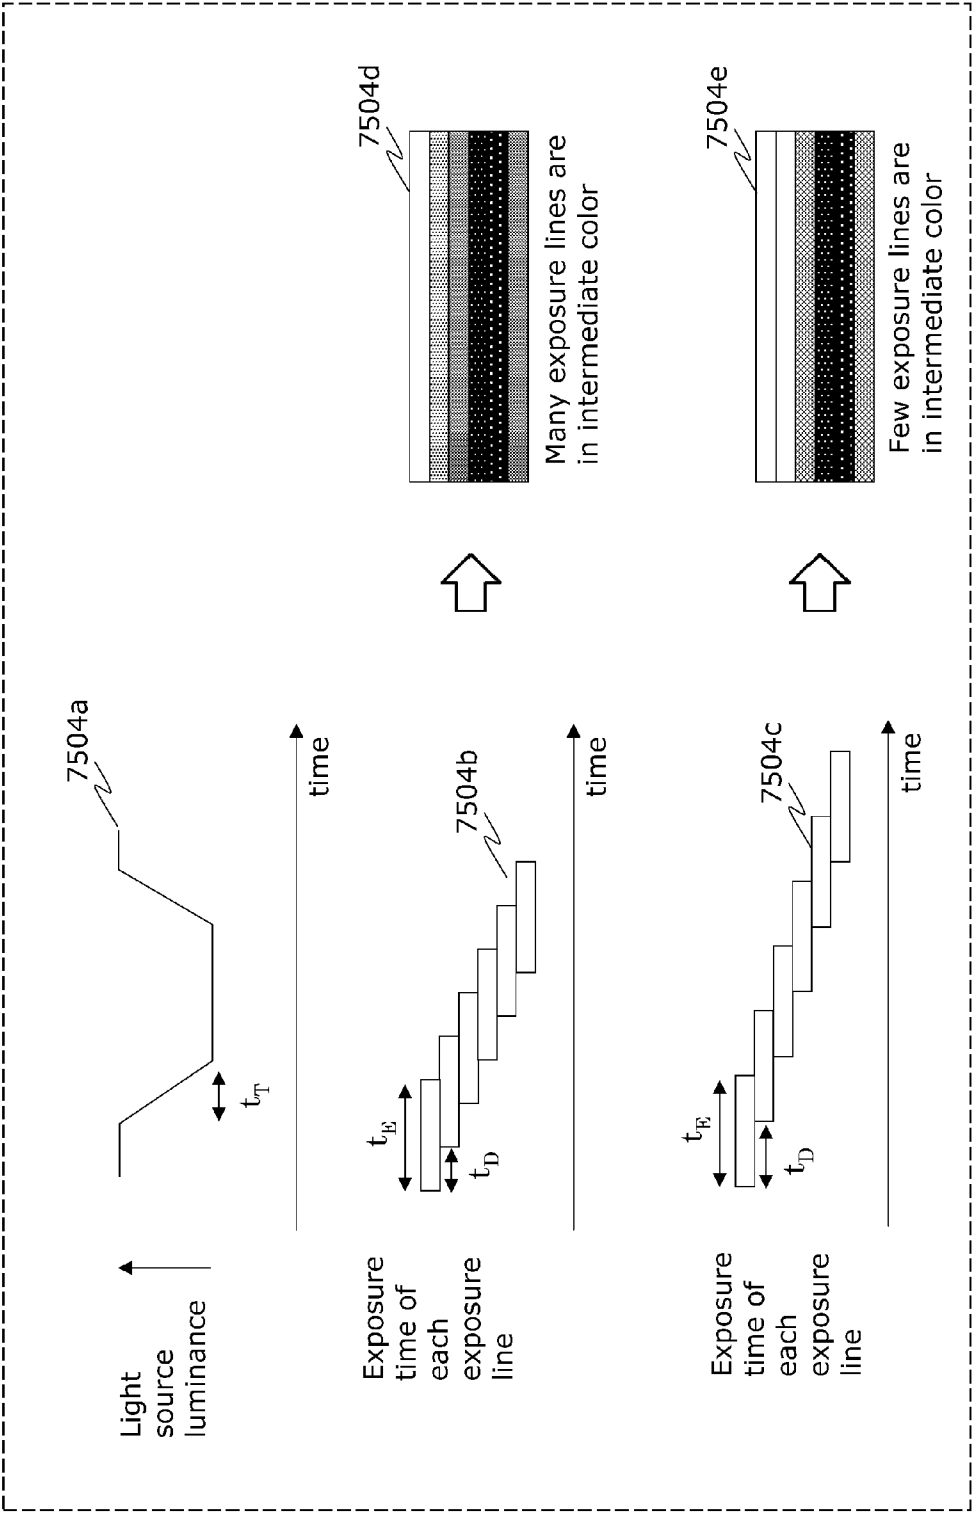 Light
source
luminance
7504a
t_T
time
Exposure
time of
each
exposure
line
t_E
t_D
7504b
time
7504d
Many exposure lines are
in intermediate color
Exposure
time of
each
exposure
line
t_E
t_D
7504c
time
7504e
Few exposure lines are
in intermediate color